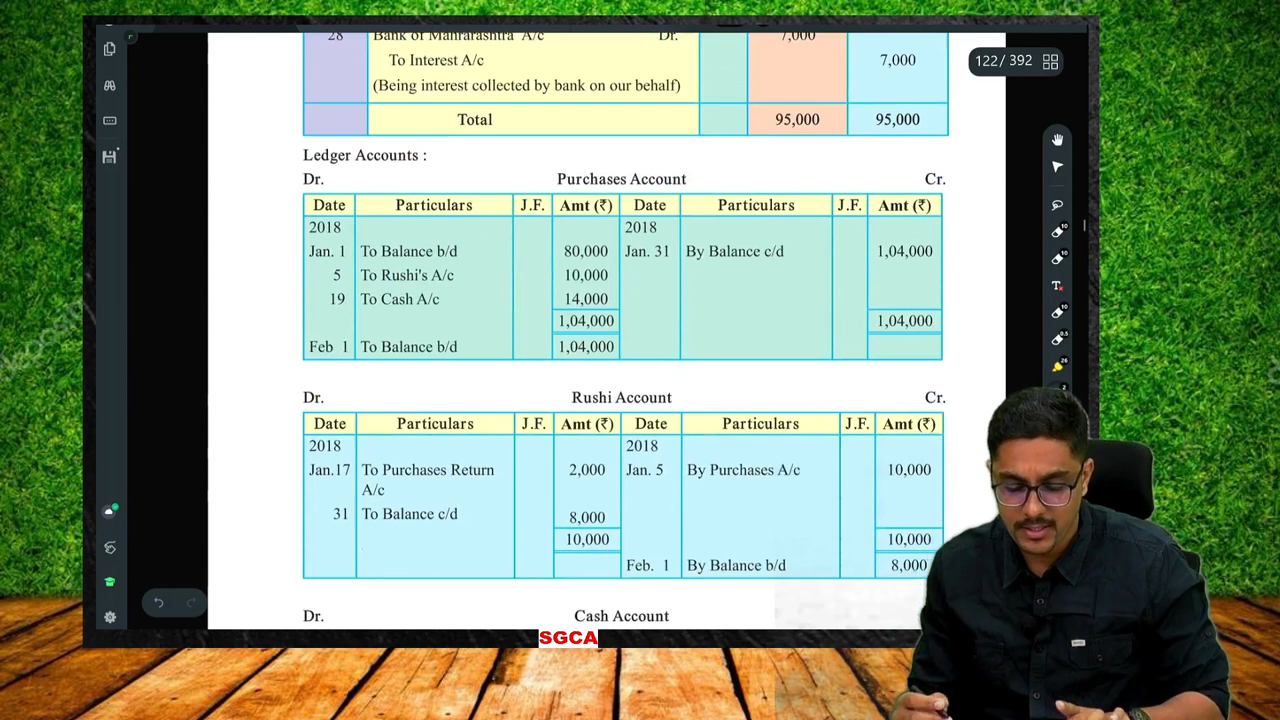 122/ 392
28 Bank of Mahrarashtra A/c Dr. 7,000
To Interest A/c 7,000
(Being interest collected by bank on our behalf)
Total 95,000 95,000
Ledger Accounts :
Dr. Purchases Account Cr.
Date Particulars J.F. Amt (₹) Date Particulars J.F. Amt (₹)
2018 2018
Jan. 1 To Balance b/d 80,000 Jan. 31 By Balance c/d 1,04,000
5 To Rushi's A/c 10,000
19 To Cash A/c 14,000
1,04,000 1,04,000
Feb 1 To Balance b/d 1,04,000
Dr. Rushi Account Cr.
Date Particulars J.F. Amt (₹) Date Particulars J.F. Amt (₹)
2018 2018
Jan.17 To Purchases Return 2,000 Jan. 5 By Purchases A/c 10,000
A/c
31 To Balance c/d 8,000
10,000 10,000
Feb. 1 By Balance b/d 8,000
Dr. Cash Account
SGCA